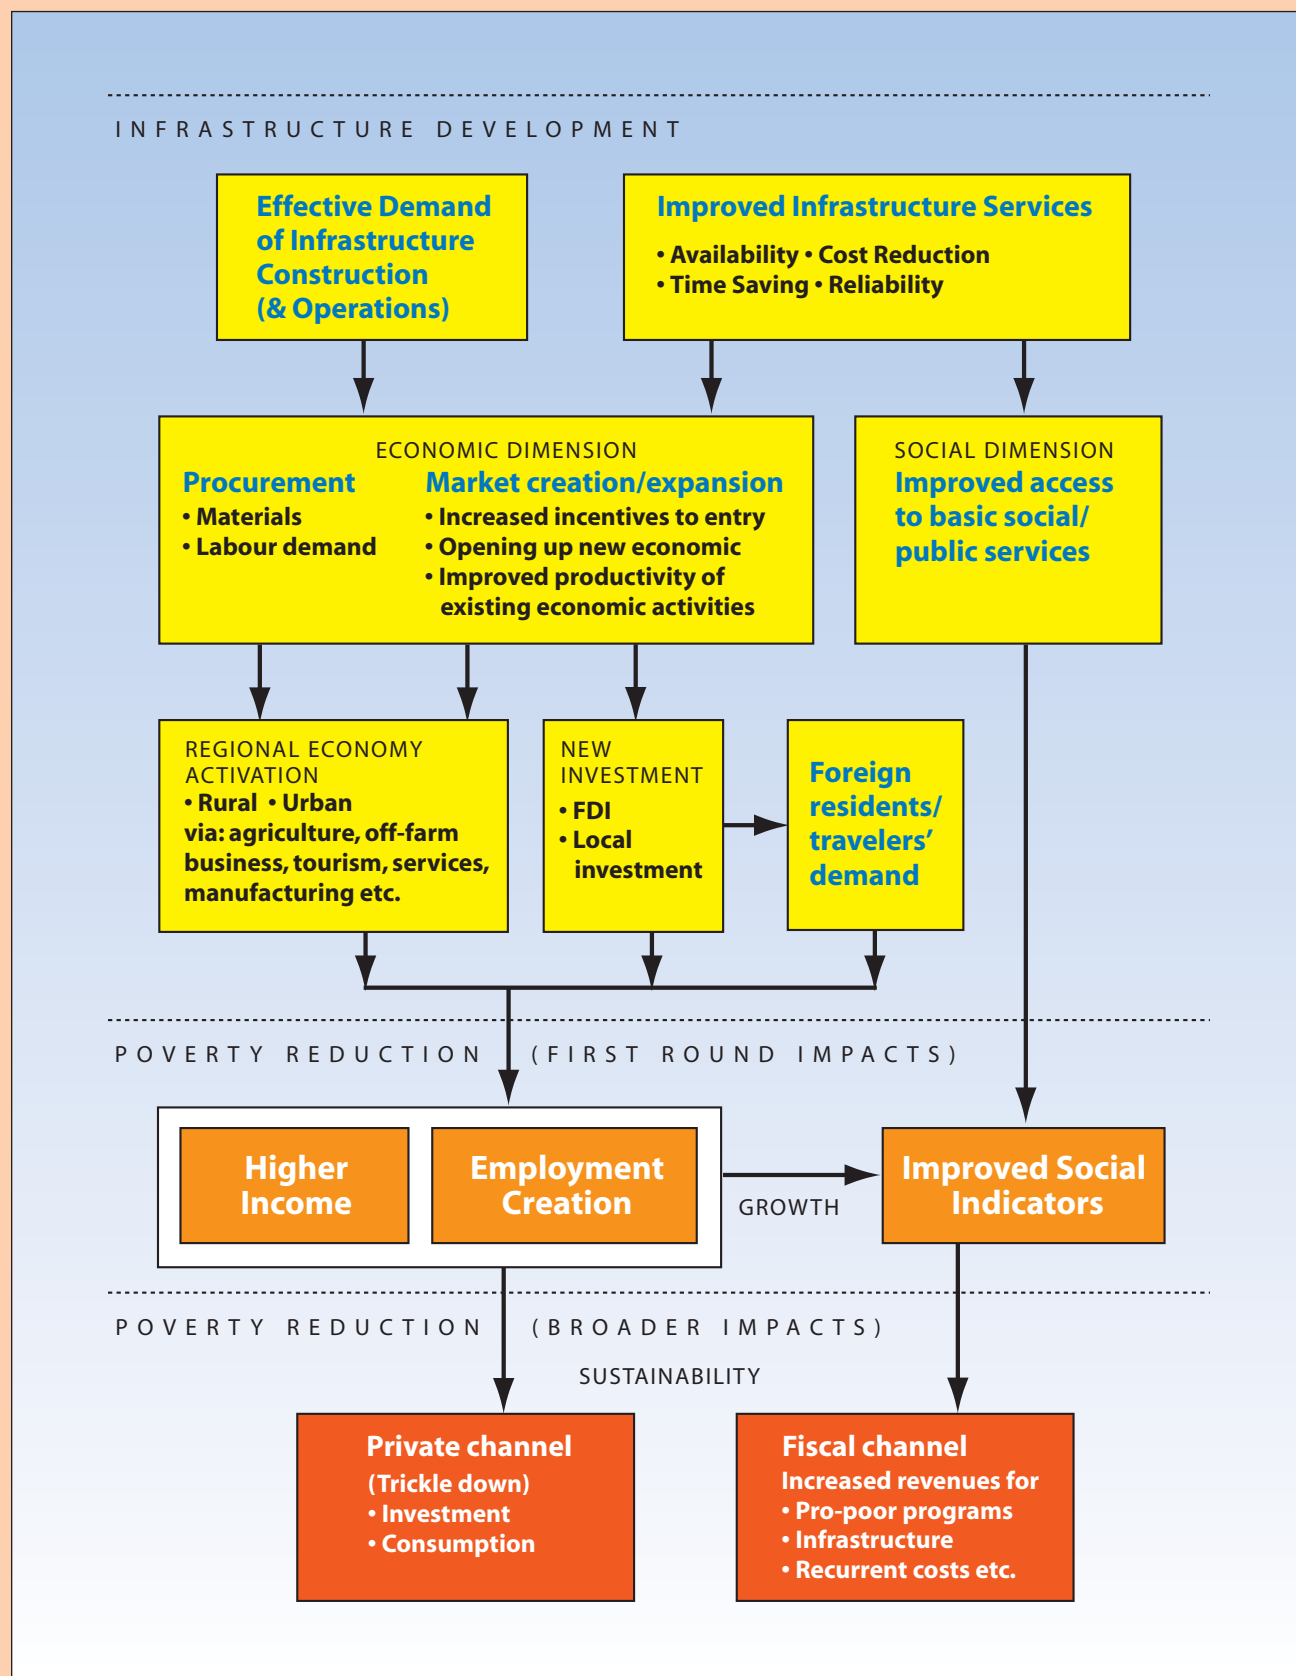 INFRASTRUCTURE DEVELOPMENT
Effective Demand
of Infrastructure
Construction
(& Operations)
Improved Infrastructure Services
• Availability • Cost Reduction
• Time Saving • Reliability
ECONOMIC DIMENSION
Procurement
• Materials
• Labour demand
Market creation/expansion
• Increased incentives to entry
• Opening up new economic
• Improved productivity of
existing economic activities
SOCIAL DIMENSION
Improved access
to basic social/
public services
REGIONAL ECONOMY
ACTIVATION
• Rural • Urban
via: agriculture, off-farm
business, tourism, services,
manufacturing etc.
NEW
INVESTMENT
• FDI
• Local
investment
Foreign
residents/
travelers’
demand
POVERTY REDUCTION (FIRST ROUND IMPACTS)
Higher
Income
Employment
Creation
GROWTH
Improved Social
Indicators
POVERTY REDUCTION (BROADER IMPACTS)
SUSTAINABILITY
Private channel
(Trickle down)
• Investment
• Consumption
Fiscal channel
Increased revenues for
• Pro-poor programs
• Infrastructure
• Recurrent costs etc.